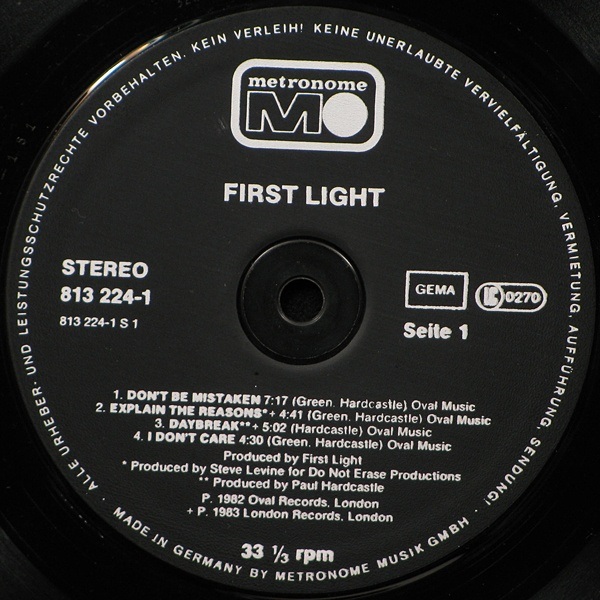 ALLE URHEBER- UND LEISTUNGSSCHUTZRECHTE VORBEHALTEN. KEIN VERLEIH! KEINE UNERLAUBTE VERVIELFÄLTIGUNG, VERMIETUNG, AUFFÜHRUNG, SENDUNG!
metronome
M
FIRST LIGHT
STEREO
813 224-1
813 224-1 S 1
GEMA
LC 0270
Seite 1
1. DON'T BE MISTAKEN 7:17 (Green, Hardcastle) Oval Music
2. EXPLAIN THE REASONS*+ 4:41 (Green, Hardcastle) Oval Music
3. DAYBREAK**+ 5:02 (Hardcastle) Oval Music
4. I DON'T CARE 4:30 (Green, Hardcastle) Oval Music
Produced by First Light
* Produced by Steve Levine for Do Not Erase Productions
** Produced by Paul Hardcastle
P. 1982 Oval Records, London
+ P. 1983 London Records, London
33 ⅓ rpm
· MADE IN GERMANY BY METRONOME MUSIK GMBH ·